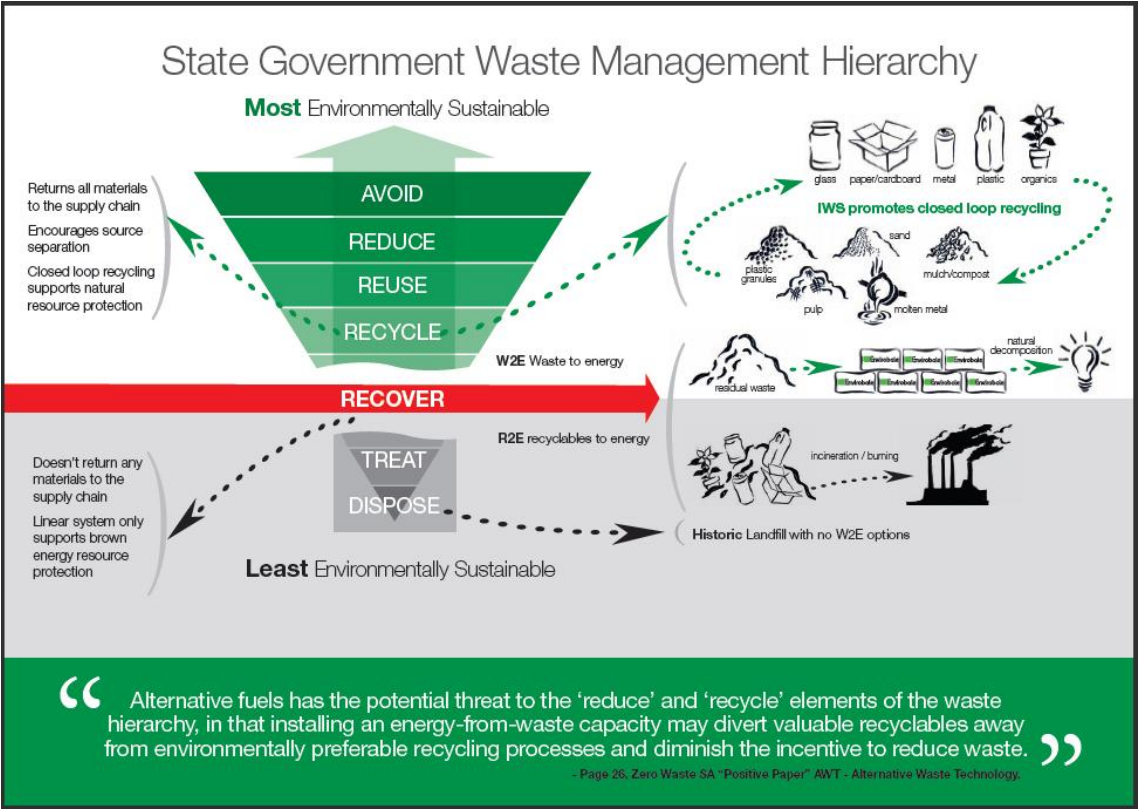 State Government Waste Management Hierarchy
Most Environmentally Sustainable
AVOID
REDUCE
REUSE
RECYCLE
Returns all materials
to the supply chain
Encourages source
separation
Closed loop recycling
supports natural
resource protection
glass
paper/cardboard
metal
plastic
organics
IWS promotes closed loop recycling
plastic
granules
sand
mulch/compost
pulp
molten metal
W2E Waste to energy
residual waste
Envirobale Envirobale Envirobale
Envirobale Envirobale Envirobale Envirobale
natural
decomposition
RECOVER
R2E recyclables to energy
incineration / burning
TREAT
DISPOSE
Doesn't return any
materials to the
supply chain
Linear system only
supports brown
energy resource
protection
Historic Landfill with no W2E options
Least Environmentally Sustainable
“ Alternative fuels has the potential threat to the ‘reduce’ and ‘recycle’ elements of the waste
hierarchy, in that installing an energy-from-waste capacity may divert valuable recyclables away
from environmentally preferable recycling processes and diminish the incentive to reduce waste. ”
- Page 26, Zero Waste SA "Positive Paper" AWT - Alternative Waste Technology.